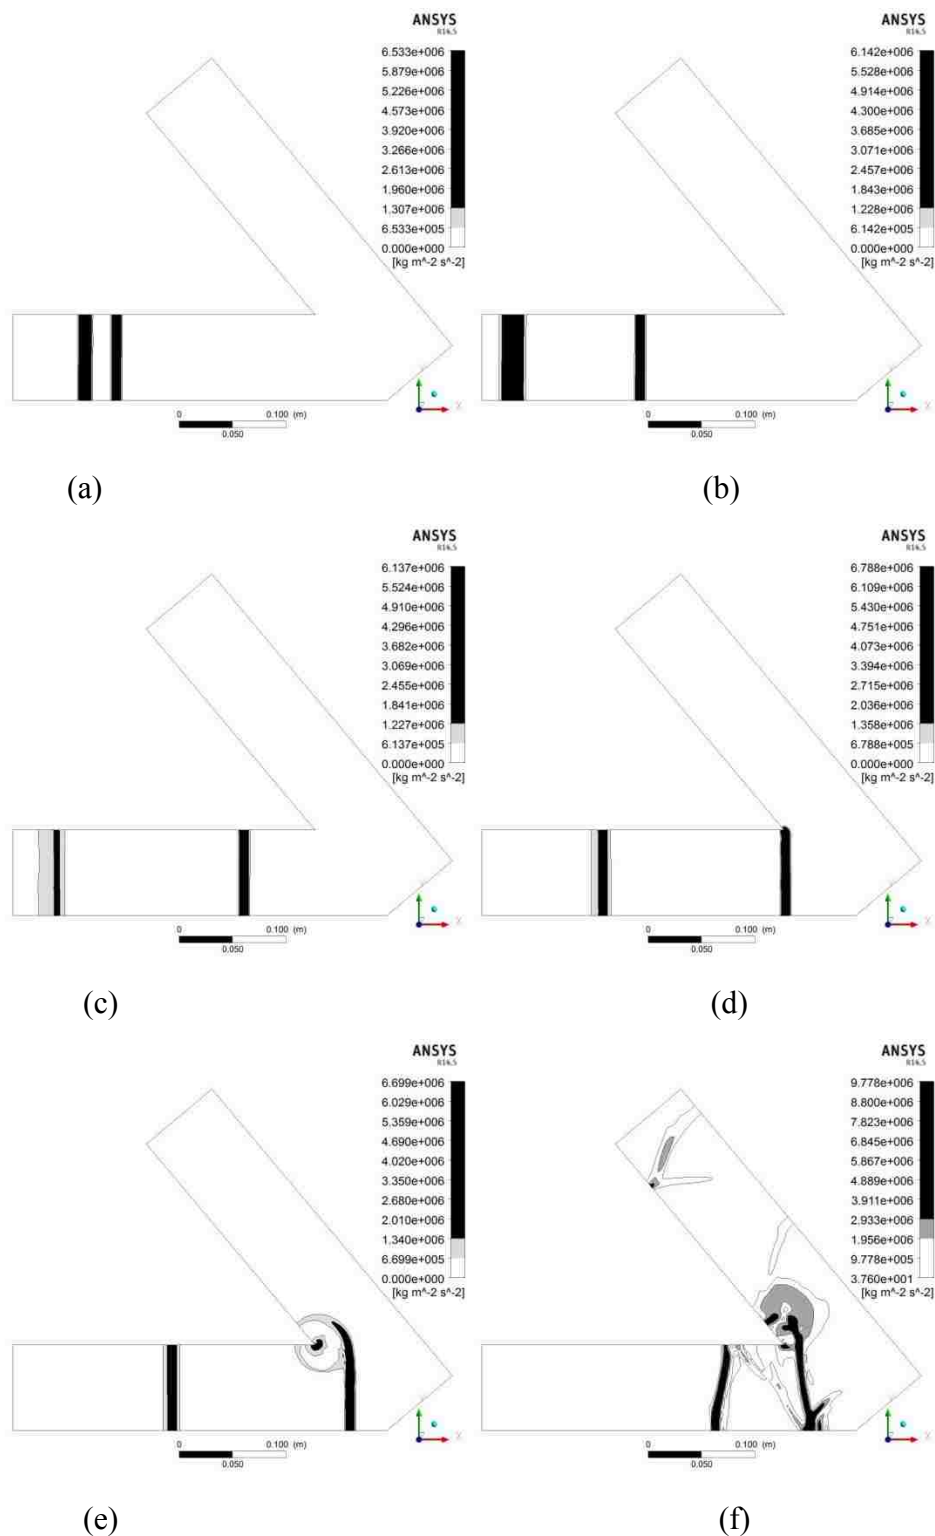 ANSYS
R14.5
6.533e+006
5.879e+006
5.226e+006
4.573e+006
3.920e+006
3.266e+006
2.613e+006
1.960e+006
1.307e+006
6.533e+005
0.000e+000
[kg m^-2 s^-2]
X
0 0.100 (m)
0.050
(a)
ANSYS
R14.5
6.142e+006
5.528e+006
4.914e+006
4.300e+006
3.685e+006
3.071e+006
2.457e+006
1.843e+006
1.228e+006
6.142e+005
0.000e+000
[kg m^-2 s^-2]
X
0 0.100 (m)
0.050
(b)
ANSYS
R14.5
6.137e+006
5.524e+006
4.910e+006
4.296e+006
3.682e+006
3.069e+006
2.455e+006
1.841e+006
1.227e+006
6.137e+005
0.000e+000
[kg m^-2 s^-2]
X
0 0.100 (m)
0.050
(c)
ANSYS
R14.5
6.788e+006
6.109e+006
5.430e+006
4.751e+006
4.073e+006
3.394e+006
2.715e+006
2.036e+006
1.358e+006
6.788e+005
0.000e+000
[kg m^-2 s^-2]
X
0 0.100 (m)
0.050
(d)
ANSYS
R14.5
6.699e+006
6.029e+006
5.359e+006
4.690e+006
4.020e+006
3.350e+006
2.680e+006
2.010e+006
1.340e+006
6.699e+005
0.000e+000
[kg m^-2 s^-2]
X
0 0.100 (m)
0.050
(e)
ANSYS
R14.5
9.778e+006
8.800e+006
7.823e+006
6.845e+006
5.867e+006
4.889e+006
3.911e+006
2.933e+006
1.956e+006
9.778e+005
3.760e+001
[kg m^-2 s^-2]
X
0 0.100 (m)
0.050
(f)